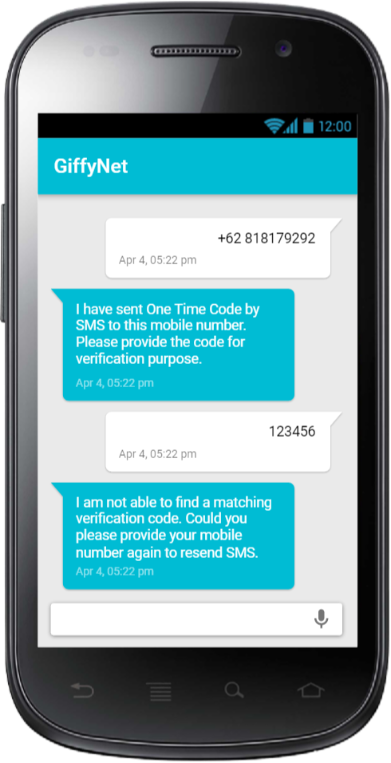 12:00
GiffyNet
+62 818179292
Apr 4, 05:22 pm
I have sent One Time Code by
SMS to this mobile number.
Please provide the code for
verification purpose.
Apr 4, 05:22 pm
123456
Apr 4, 05:22 pm
I am not able to find a matching
verification code. Could you
please provide your mobile
number again to resend SMS.
Apr 4, 05:22 pm